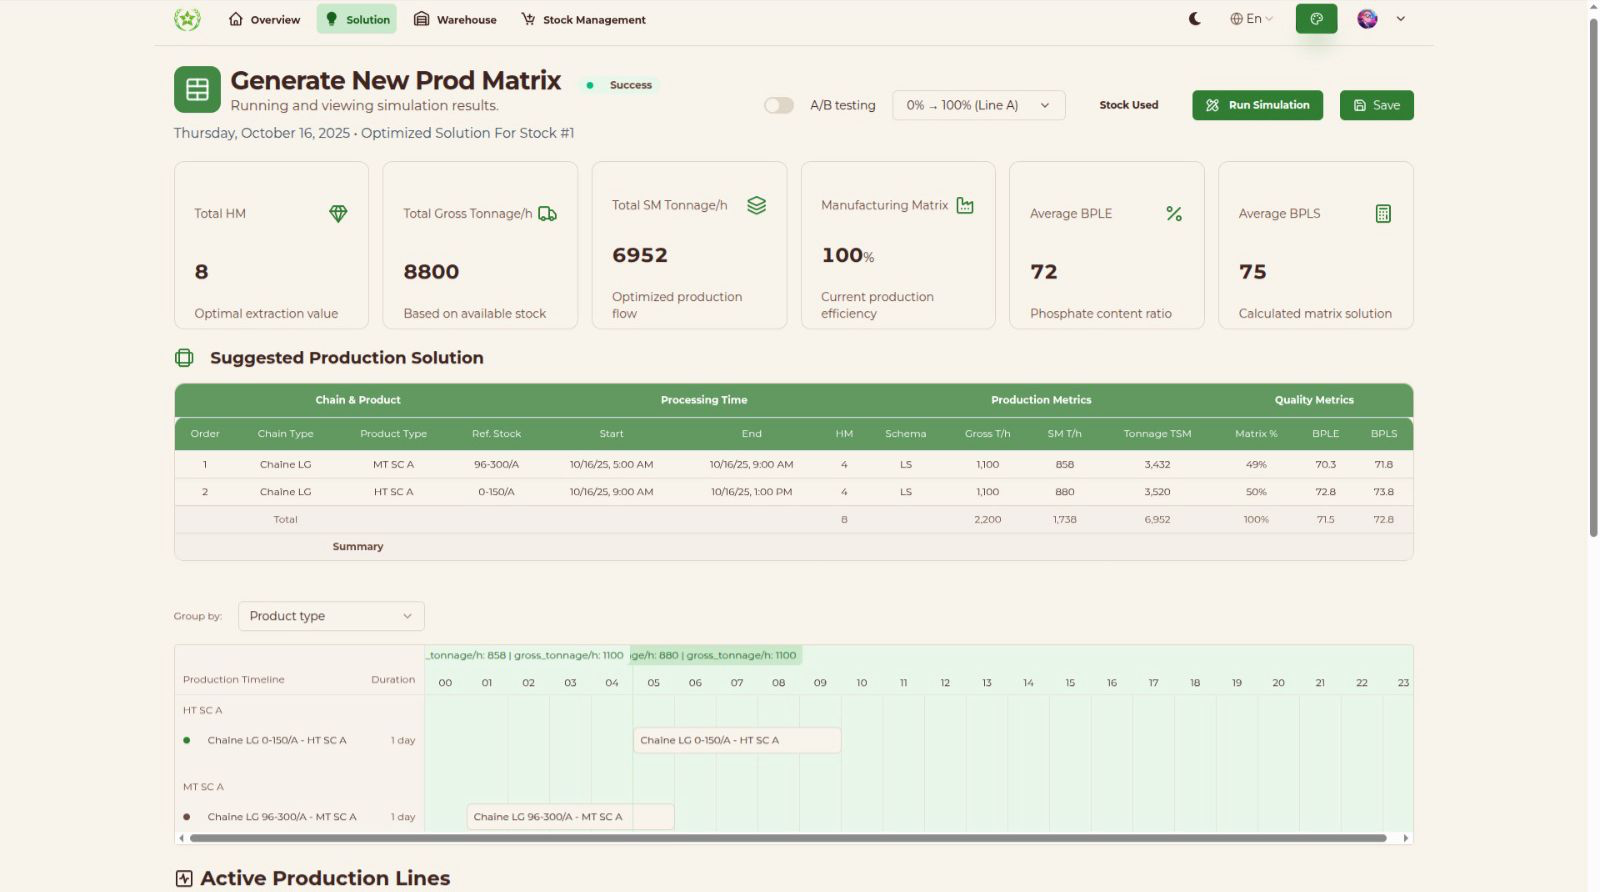 Overview Solution Warehouse Stock Management En
Generate New Prod Matrix Success
Running and viewing simulation results.
A/B testing 0% → 100% (Line A) Stock Used Run Simulation Save
Thursday, October 16, 2025 • Optimized Solution For Stock #1
Total HM
8
Optimal extraction value
Total Gross Tonnage/h
8800
Based on available stock
Total SM Tonnage/h
6952
Optimized production
flow
Manufacturing Matrix
100%
Current production
efficiency
Average BPLE
72
Phosphate content ratio
Average BPLS
75
Calculated matrix solution
Suggested Production Solution
Chain & Product Processing Time Production Metrics Quality Metrics
Order Chain Type Product Type Ref. Stock Start End HM Schema Gross T/h SM T/h Tonnage TSM Matrix % BPLE BPLS
1 Chaîne LG MT SC A 96-300/A 10/16/25, 5:00 AM 10/16/25, 9:00 AM 4 LS 1,100 858 3,432 49% 70.3 71.8
2 Chaîne LG HT SC A 0-150/A 10/16/25, 9:00 AM 10/16/25, 1:00 PM 4 LS 1,100 880 3,520 50% 72.8 73.8
Total 8 2,200 1,738 6,952 100% 71.5 72.8
Summary
Group by: Product type
_tonnage/h: 858 | gross_tonnage/h: 1100 ge/h: 880 | gross_tonnage/h: 1100
Production Timeline Duration 00 01 02 03 04 05 06 07 08 09 10 11 12 13 14 15 16 17 18 19 20 21 22 23
HT SC A
Chaîne LG 0-150/A - HT SC A 1 day Chaîne LG 0-150/A - HT SC A
MT SC A
Chaîne LG 96-300/A - MT SC A 1 day Chaîne LG 96-300/A - MT SC A
Active Production Lines